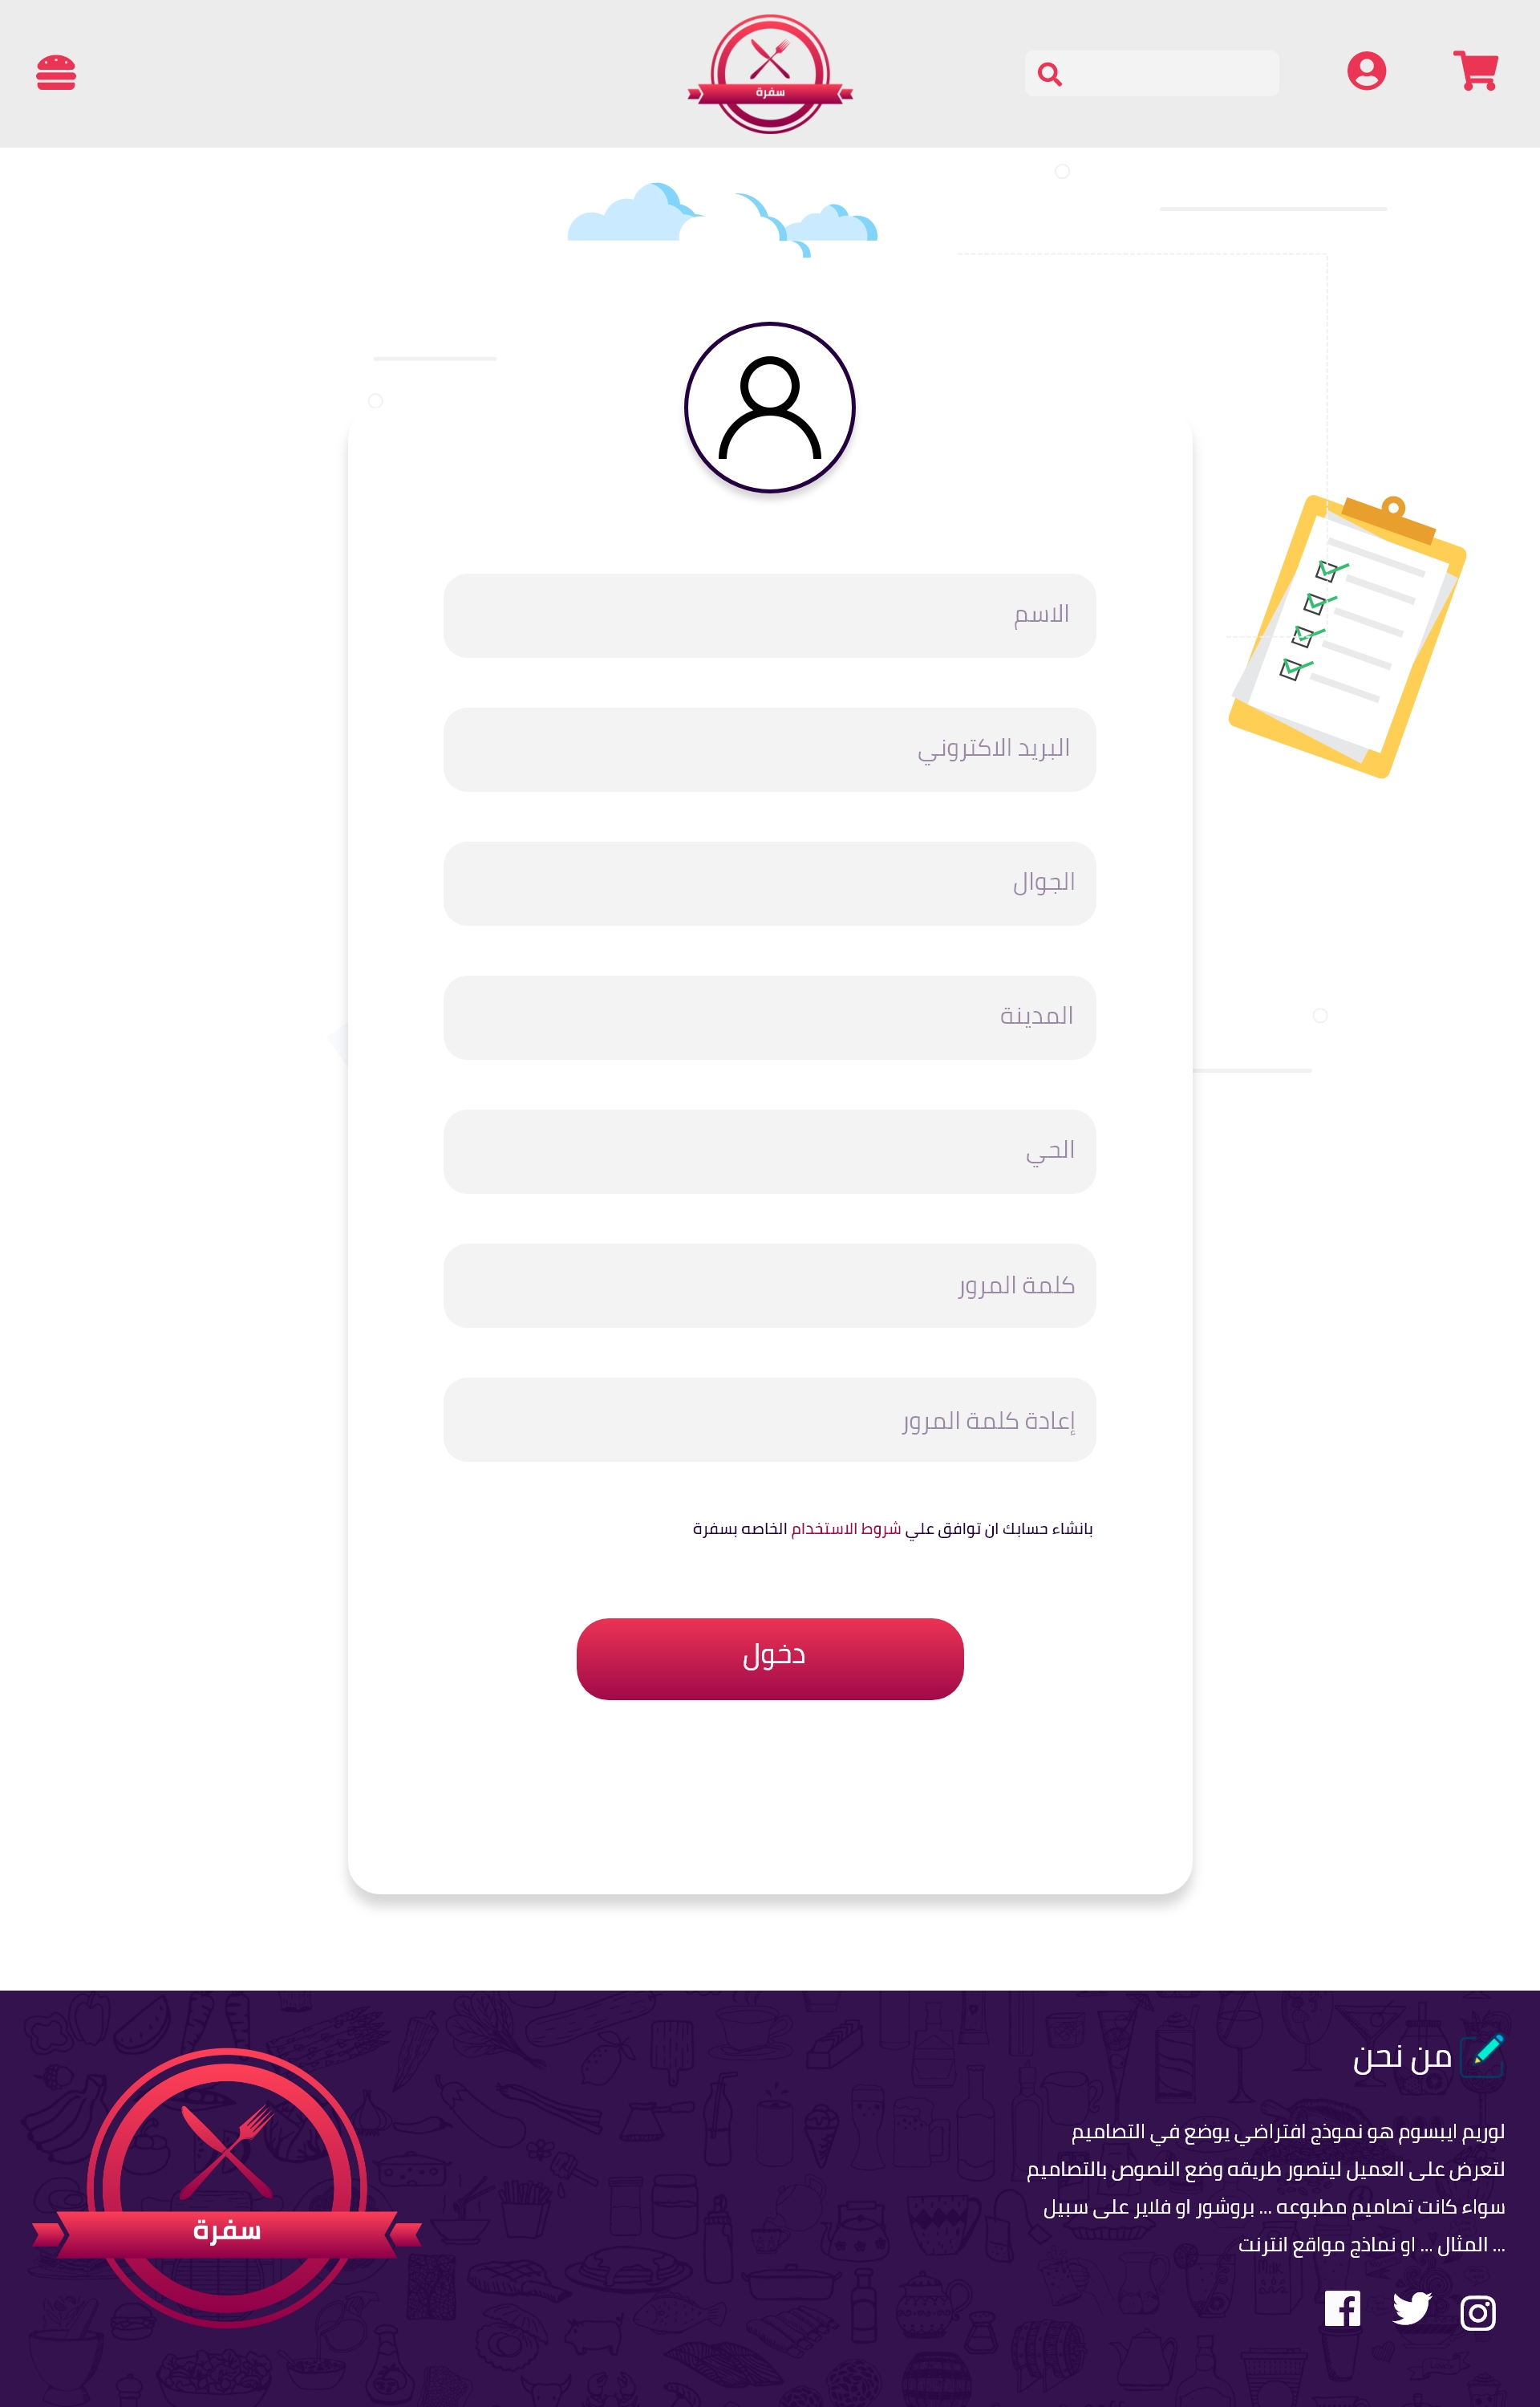 سفرة
الاسم
البريد الاكتروني
الجوال
المدينة
الحي
كلمة المرور
إعادة كلمة المرور
بانشاء حسابك ان توافق علي شروط الاستخدام الخاصه بسفرة
دخول
من نحن
لوريم ايبسوم هو نموذج افتراضي يوضع في التصاميم
لتعرض على العميل ليتصور طريقه وضع النصوص بالتصاميم
سواء كانت تصاميم مطبوعه ... بروشور او فلاير على سبيل
... المثال ... او نماذج مواقع انترنت
سفرة